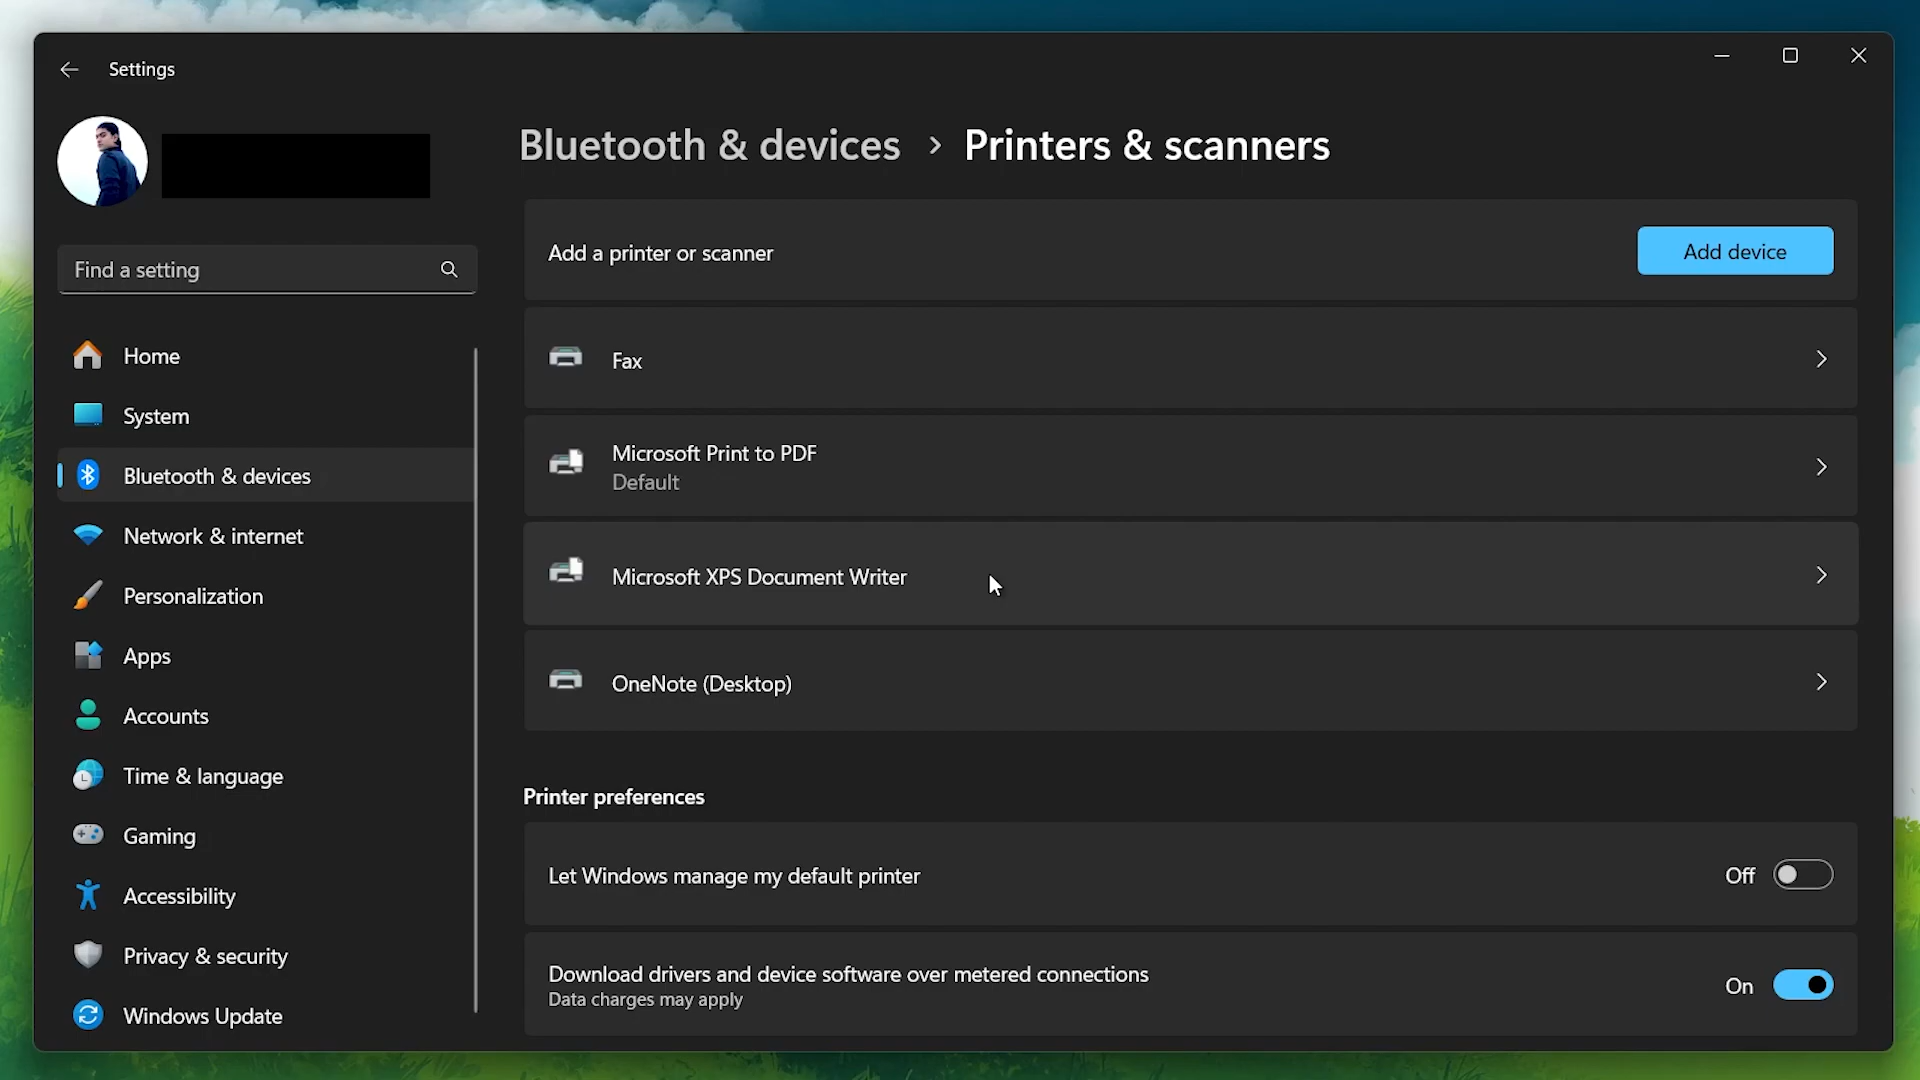 Settings
Find a setting
Home
System
Bluetooth & devices
Network & internet
Personalization
Apps
Accounts
Time & language
Gaming
Accessibility
Privacy & security
Windows Update
Bluetooth & devices › Printers & scanners
Add a printer or scanner
Add device
Fax
Microsoft Print to PDF
Default
Microsoft XPS Document Writer
OneNote (Desktop)
Printer preferences
Let Windows manage my default printer
Off
Download drivers and device software over metered connections
Data charges may apply
On